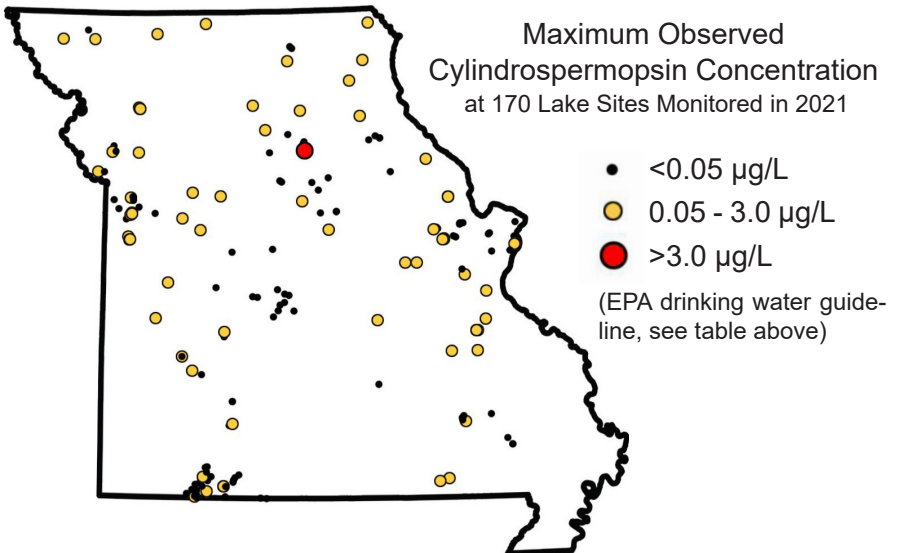 Maximum Observed
Cylindrospermopsin Concentration
at 170 Lake Sites Monitored in 2021
<0.05 µg/L
0.05 - 3.0 µg/L
>3.0 µg/L
(EPA drinking water guide-
line, see table above)